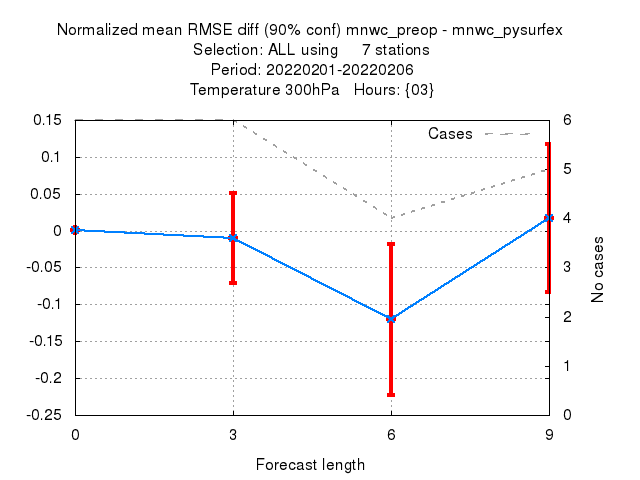 Normalized mean RMSE diff (90% conf) mnwc_preop - mnwc_pysurfex
Selection: ALL using 7 stations
Period: 20220201-20220206
Temperature 300hPa Hours: {03}
Cases
0.15
0.1
0.05
0
-0.05
-0.1
-0.15
-0.2
-0.25
6
5
4
3
2
1
0
No cases
0 3 6 9
Forecast length